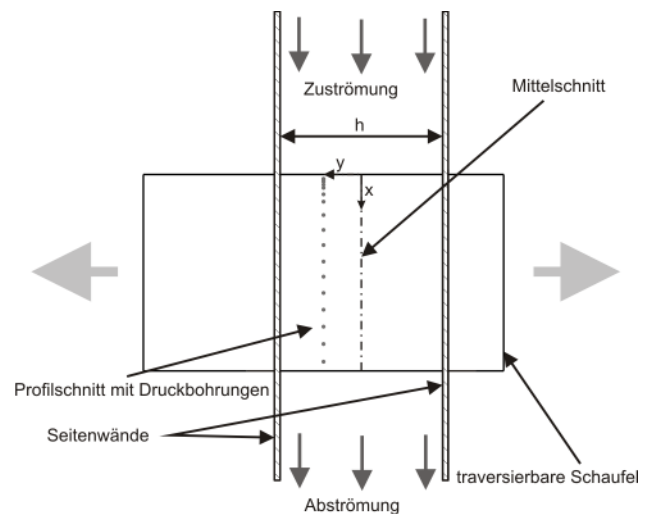 Zuströmung
Mittelschnitt
h
y
x
Profilschnitt mit Druckbohrungen
Seitenwände
traversierbare Schaufel
Abströmung